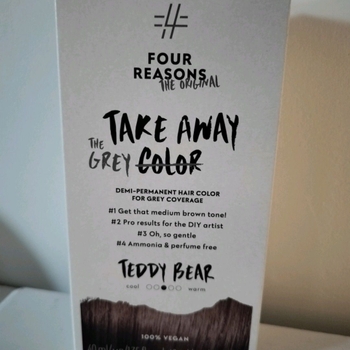 =4=
FOUR
REASONS
THE ORIGINAL
TAKE AWAY
THE
GREY COLOR
DEMI-PERMANENT HAIR COLOR
FOR GREY COVERAGE
#1 Get that medium brown tone!
#2 Pro results for the DIY artist
#3 Oh, so gentle
#4 Ammonia & perfume free
TEDDY BEAR
cool warm
100% VEGAN